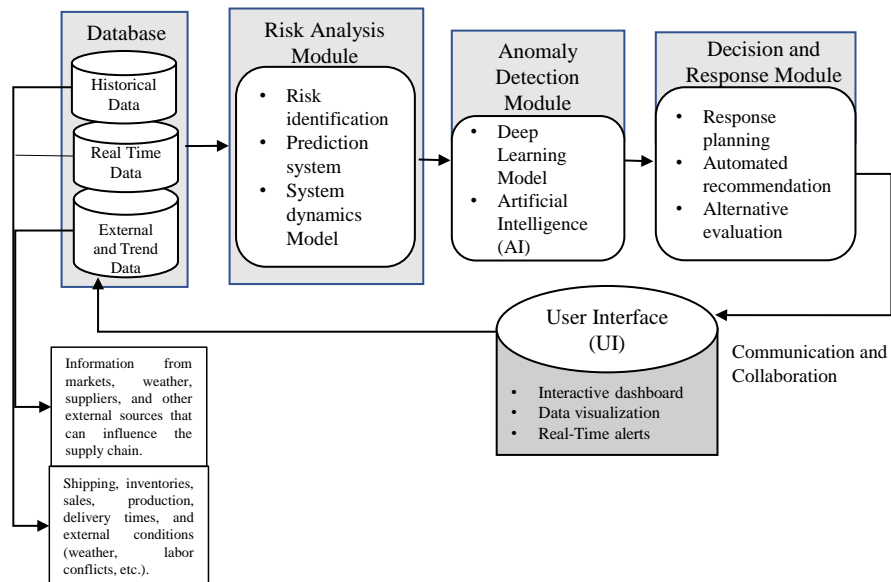 Database
Historical
Data
Real Time
Data
External
and Trend
Data
Risk Analysis
Module
• Risk
identification
• Prediction
system
• System
dynamics
Model
Anomaly
Detection
Module
• Deep
Learning
Model
• Artificial
Intelligence
(AI)
Decision and
Response Module
• Response
planning
• Automated
recommendation
• Alternative
evaluation
User Interface
(UI)
• Interactive dashboard
• Data visualization
• Real-Time alerts
Communication and
Collaboration
Information from
markets, weather,
suppliers, and other
external sources that
can influence the
supply chain.
Shipping, inventories,
sales, production,
delivery times, and
external conditions
(weather, labor
conflicts, etc.).